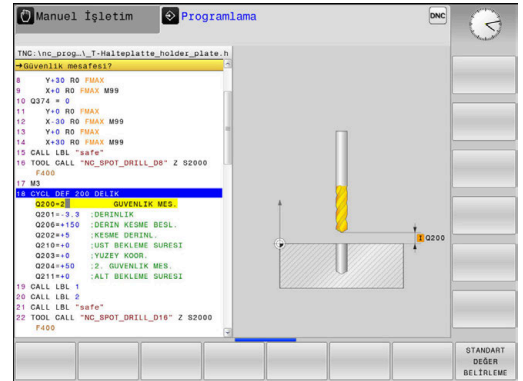 Manuel İşletim
Programlama
DNC
TNC:\nc_prog…\_T-Halteplatte_holder_plate.h
→Güvenlik mesafesi?
8 Y+30 R0 FMAX
9 X+0 R0 FMAX M99
10 Q374 = 0
11 Y+0 R0 FMAX
12 X-30 R0 FMAX M99
13 Y+0 R0 FMAX
14 X+30 R0 FMAX M99
15 CALL LBL "safe"
16 TOOL CALL "NC_SPOT_DRILL_D8" Z S2000
F400
17 M3
18 CYCL DEF 200 DELIK
Q200=2 GUVENLIK MES.
Q201=-3.3 ;DERINLIK
Q206=+150 ;DERIN KESME BESL.
Q202=+5 ;KESME DERINL.
Q210=+0 ;UST BEKLEME SURESI
Q203=+0 ;YUZEY KOOR.
Q204=+50 ;2. GUVENLIK MES.
Q211=+0 ;ALT BEKLEME SURESI
19 CALL LBL 1
20 CALL LBL 2
21 CALL LBL "safe"
22 TOOL CALL "NC_SPOT_DRILL_D16" Z S2000
F400
Q200
STANDART
DEĞER
BELİRLEME